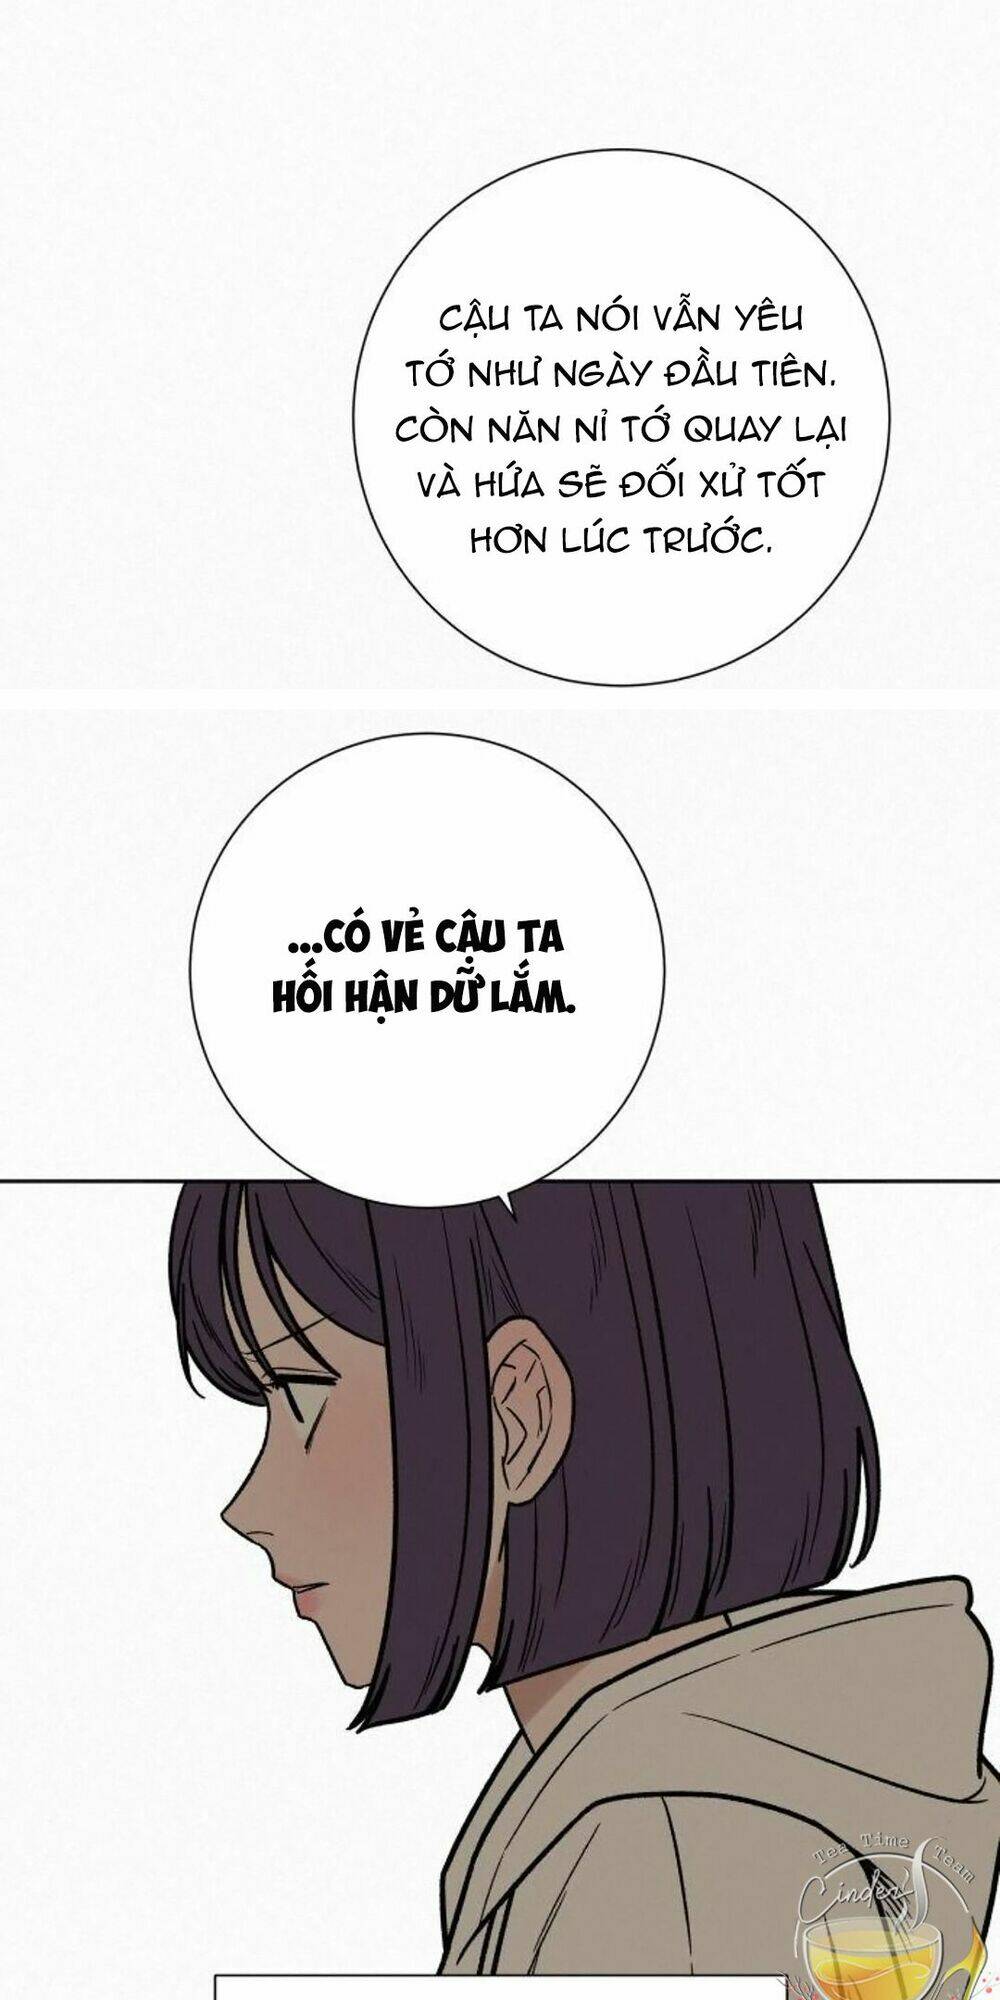 CẬU TA NÓI VẪN YÊU
TỚ NHƯ NGÀY ĐẦU TIÊN.
CÒN NĂN NỈ TỚ QUAY LẠI
VÀ HỨA SẼ ĐỐI XỬ TỐT
HƠN LÚC TRƯỚC.
...CÓ VẺ CẬU TA
HỐI HẬN DỮ LẮM.
Tea Time Team
Cinder's